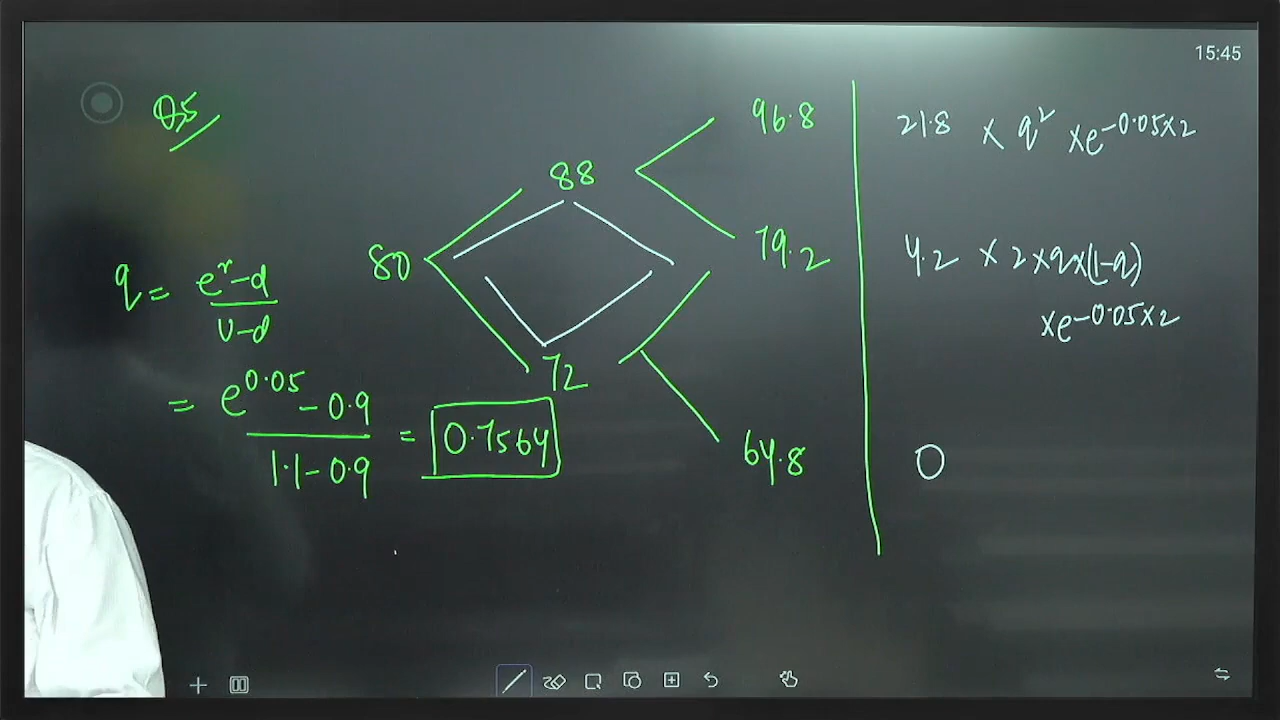 15:45
Q5
96.8
21.8 × q² × e^-0.05×2
88
80
79.2
4.2 × 2 × q × (1-q)
× e^-0.05×2
q = e^r - d / u - d
72
= e^0.05 - 0.9 / 1.1 - 0.9 = 0.7564
64.8
0